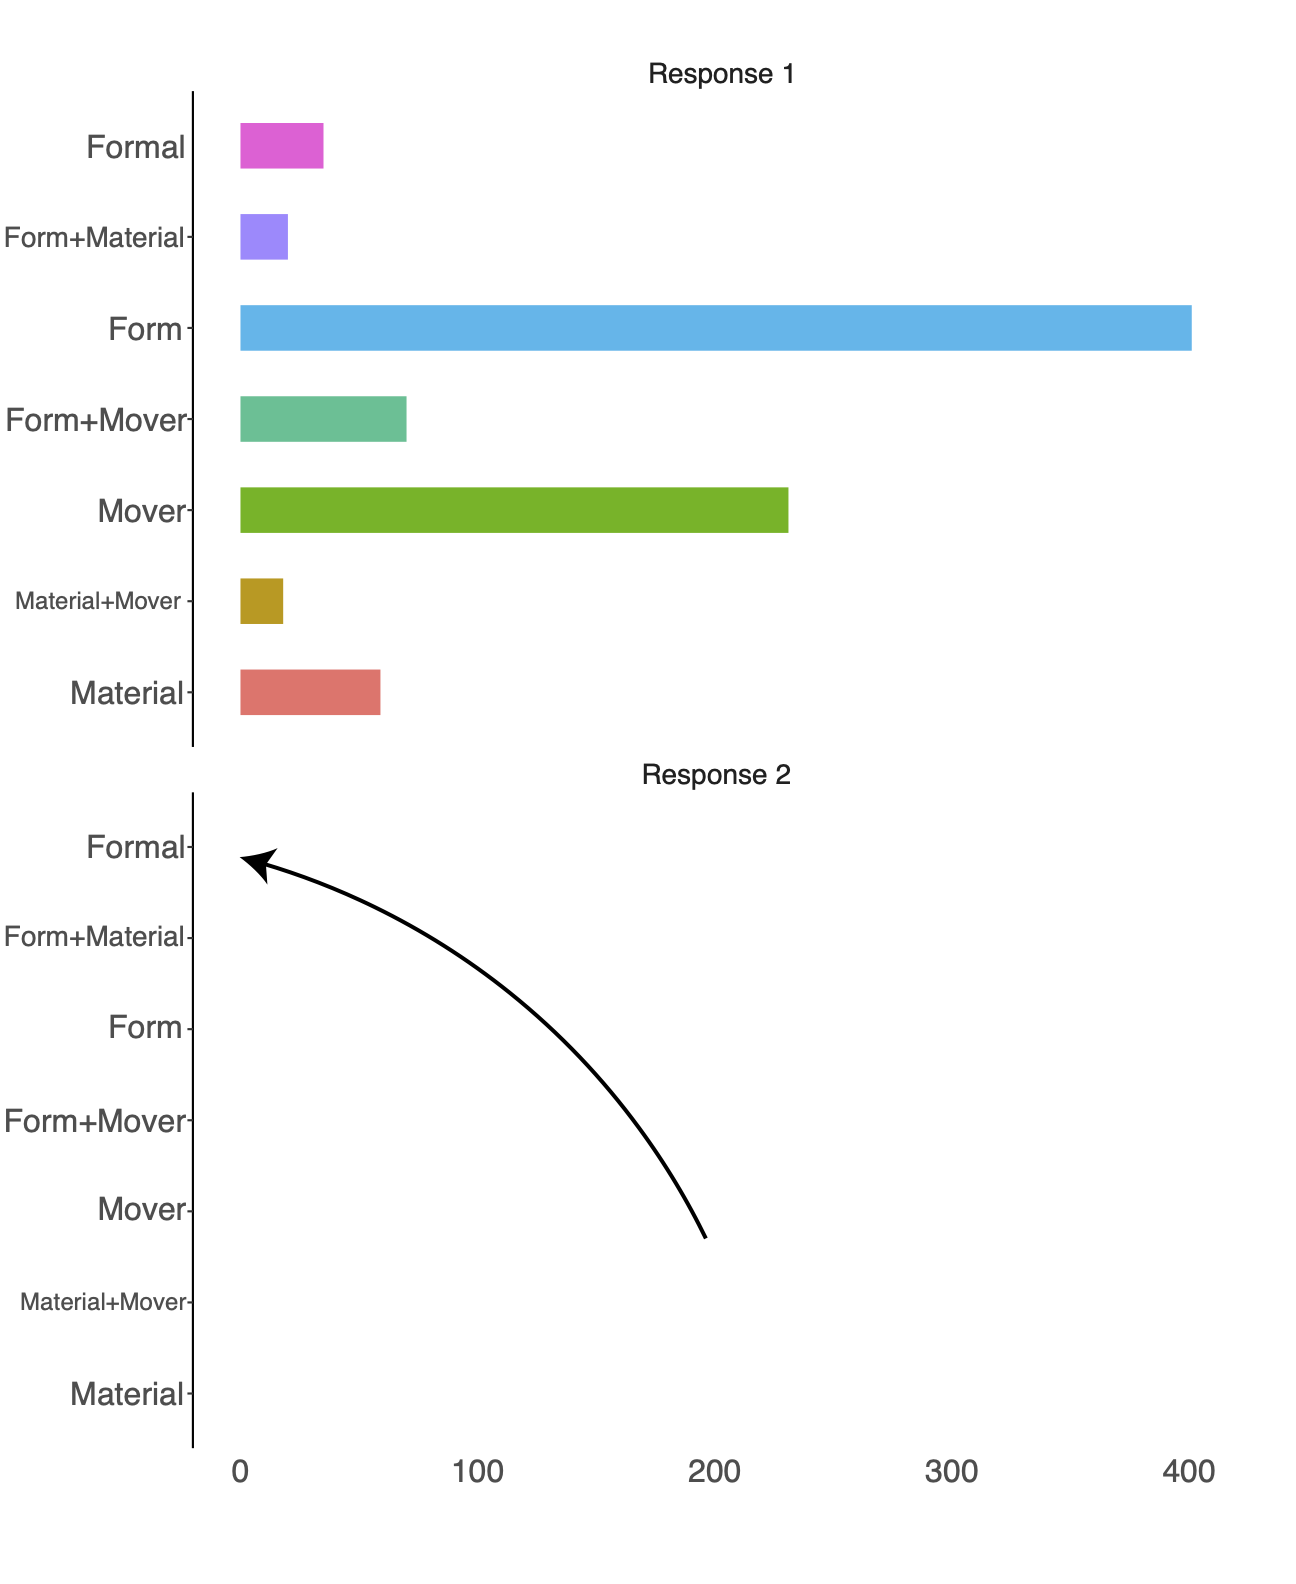 Response 1
Formal
Form+Material
Form
Form+Mover
Mover
Material+Mover
Material
Response 2
Formal
Form+Material
Form
Form+Mover
Mover
Material+Mover
Material
0 100 200 300 400